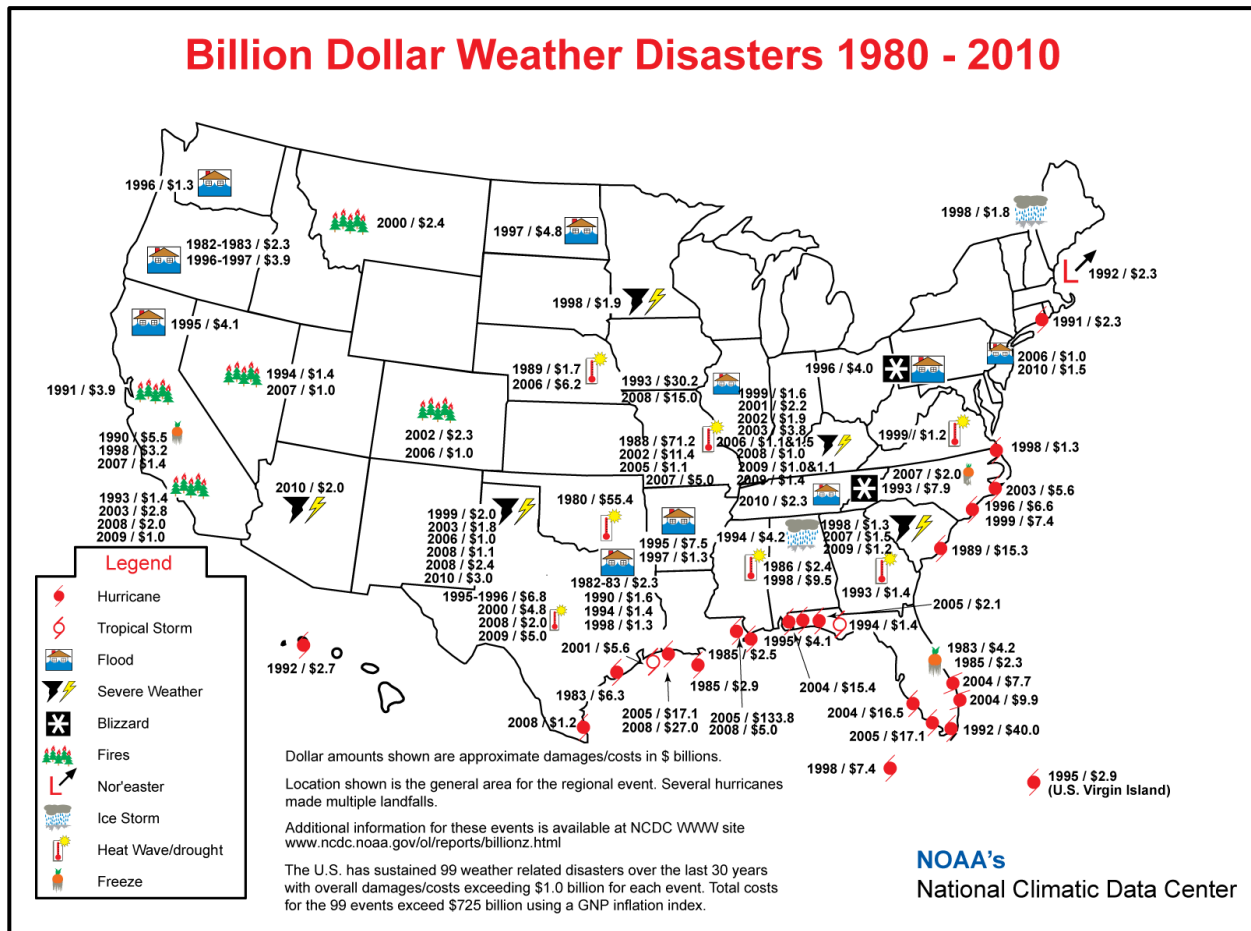 Billion Dollar Weather Disasters 1980 - 2010
1996 / $1.3
1982-1983 / $2.3
1996-1997 / $3.9
2000 / $2.4
1997 / $4.8
1998 / $1.8
1992 / $2.3
1998 / $1.9
1995 / $4.1
1991 / $2.3
1994 / $1.4
2007 / $1.0
1991 / $3.9
1989 / $1.7
2006 / $6.2
1993 / $30.2
2008 / $15.0
1996 / $4.0
2006 / $1.0
2010 / $1.5
1999 / $1.6
2001 / $2.2
2002 / $1.9
2003 / $3.8
2006 / $1.1&1.5
2008 / $1.0
2009 / $1.0&1.1
2009 / $1.4
1990 / $5.5
1998 / $3.2
2007 / $1.4
2002 / $2.3
2006 / $1.0
1988 / $71.2
2002 / $11.4
2005 / $1.1
2007 / $5.0
1999// $1.2
1998 / $1.3
1993 / $1.4
2003 / $2.8
2008 / $2.0
2009 / $1.0
2010 / $2.0
1999 / $2.0
2003 / $1.8
2006 / $1.0
2008 / $1.1
2008 / $2.4
2010 / $3.0
1980 / $55.4
2010 / $2.3
2007 / $2.0
1993 / $7.9
2003 / $5.6
1996 / $6.6
1999 / $7.4
1995 / $7.5
1997 / $1.3
1994 / $4.2
1998 / $1.3
2007 / $1.5
2009 / $1.2
1989 / $15.3
1986 / $2.4
1998 / $9.5
1993 / $1.4
1982-83 / $2.3
1990 / $1.6
1994 / $1.4
1998 / $1.3
1995-1996 / $6.8
2000 / $4.8
2008 / $2.0
2009 / $5.0
2005 / $2.1
1994 / $1.4
1995 / $4.1
1992 / $2.7
2001 / $5.6
1985 / $2.5
1985 / $2.9
1983 / $6.3
2008 / $1.2
2005 / $17.1
2008 / $27.0
2005 / $133.8
2008 / $5.0
2004 / $15.4
1983 / $4.2
1985 / $2.3
2004 / $7.7
2004 / $9.9
2004 / $16.5
2005 / $17.1
1992 / $40.0
1998 / $7.4
1995 / $2.9
(U.S. Virgin Island)
Legend
Hurricane
Tropical Storm
Flood
Severe Weather
Blizzard
Fires
L
Nor'easter
Ice Storm
Heat Wave/drought
Freeze
Dollar amounts shown are approximate damages/costs in $ billions.
Location shown is the general area for the regional event. Several hurricanes
made multiple landfalls.
Additional information for these events is available at NCDC WWW site
www.ncdc.noaa.gov/ol/reports/billionz.html
The U.S. has sustained 99 weather related disasters over the last 30 years
with overall damages/costs exceeding $1.0 billion for each event. Total costs
for the 99 events exceed $725 billion using a GNP inflation index.
NOAA's
National Climatic Data Center